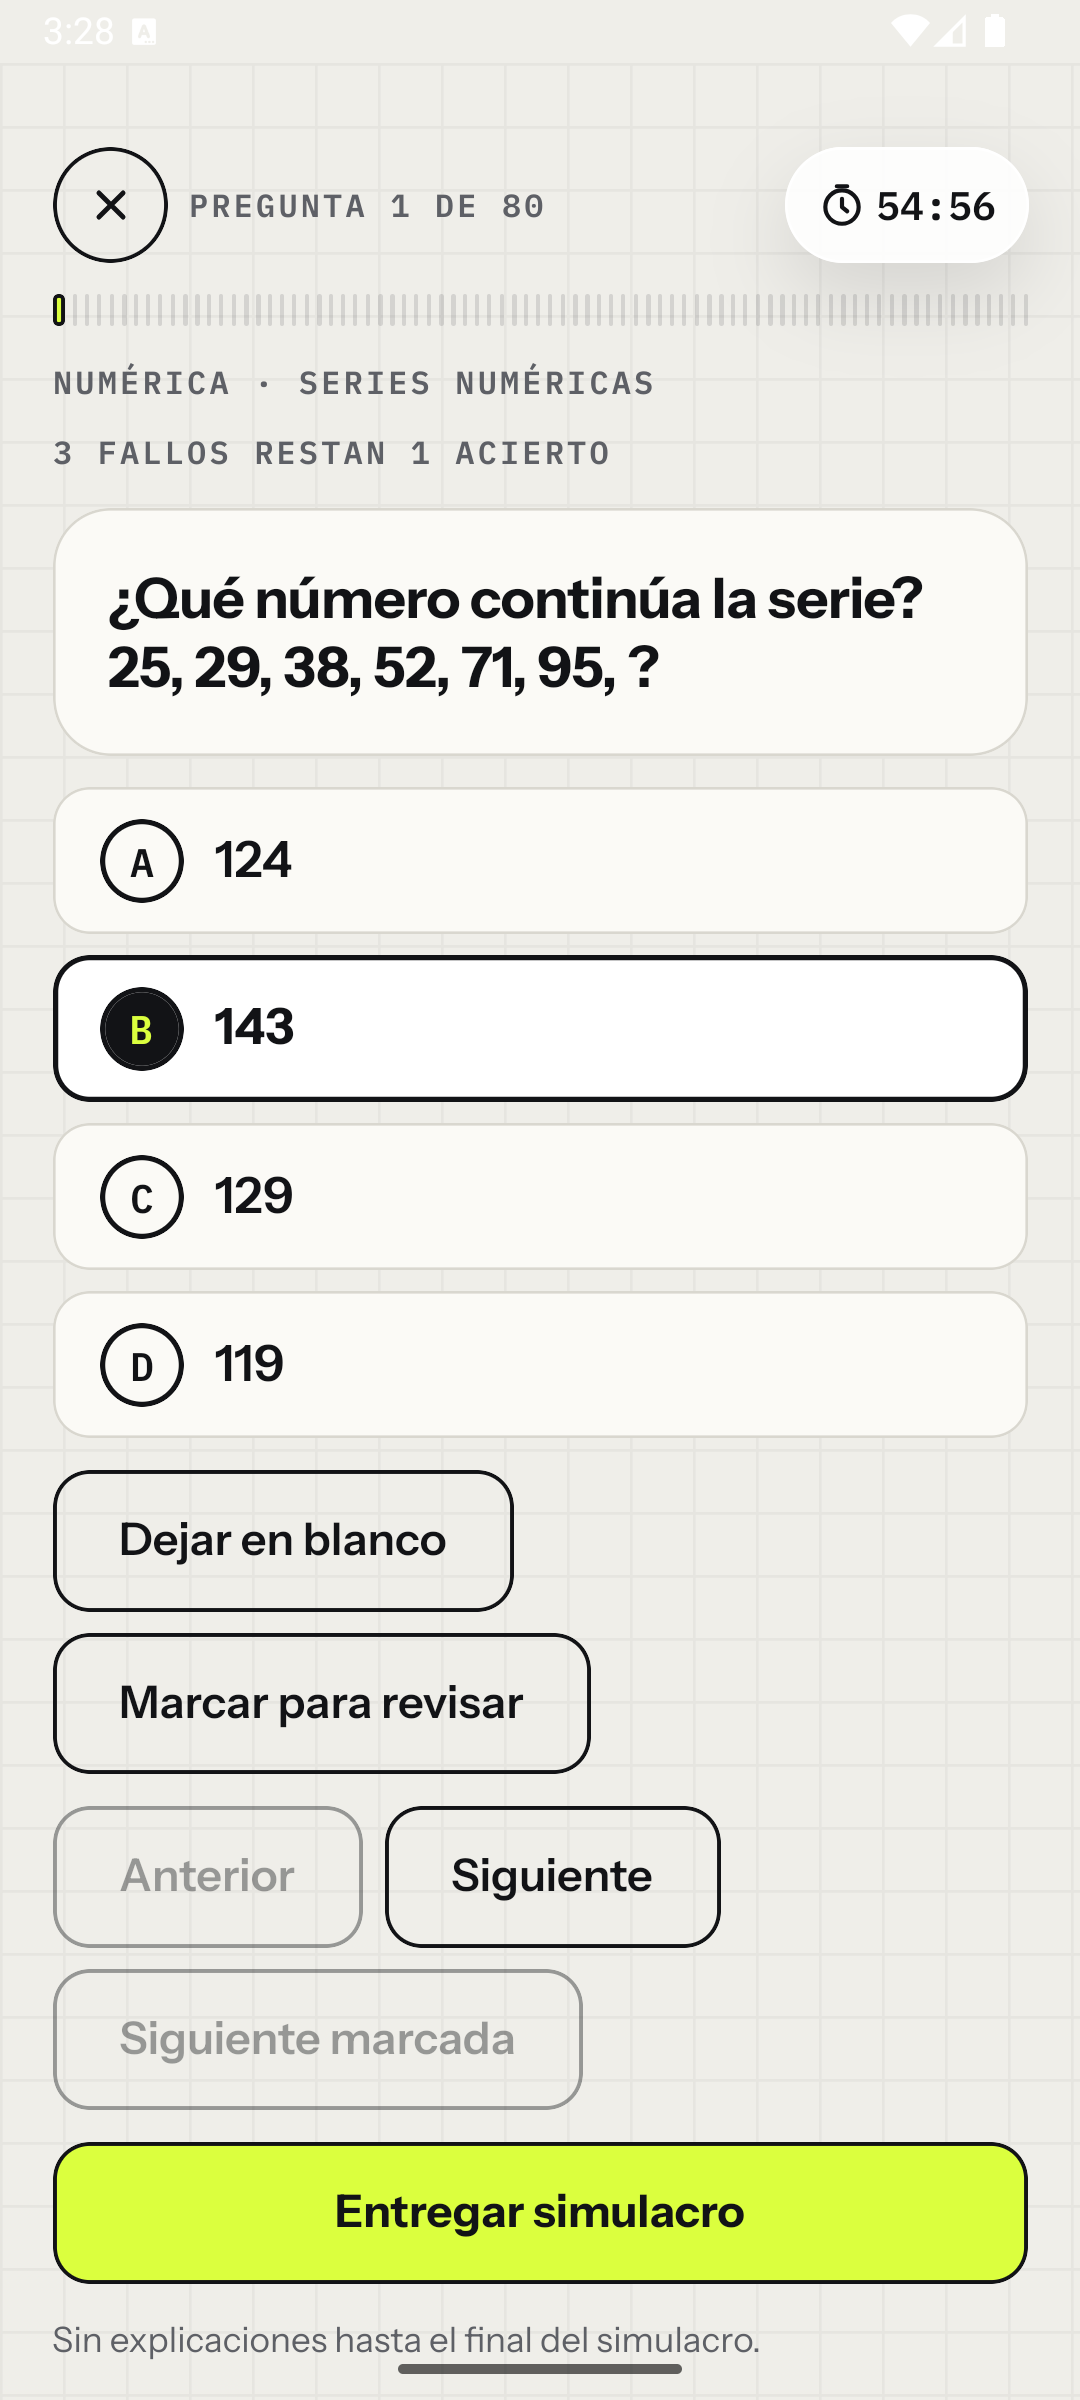 3:28
PREGUNTA 1 DE 80
54:56
NUMÉRICA · SERIES NUMÉRICAS
3 FALLOS RESTAN 1 ACIERTO
¿Qué número continúa la serie?
25, 29, 38, 52, 71, 95, ?
A 124
B 143
C 129
D 119
Dejar en blanco
Marcar para revisar
Anterior
Siguiente
Siguiente marcada
Entregar simulacro
Sin explicaciones hasta el final del simulacro.